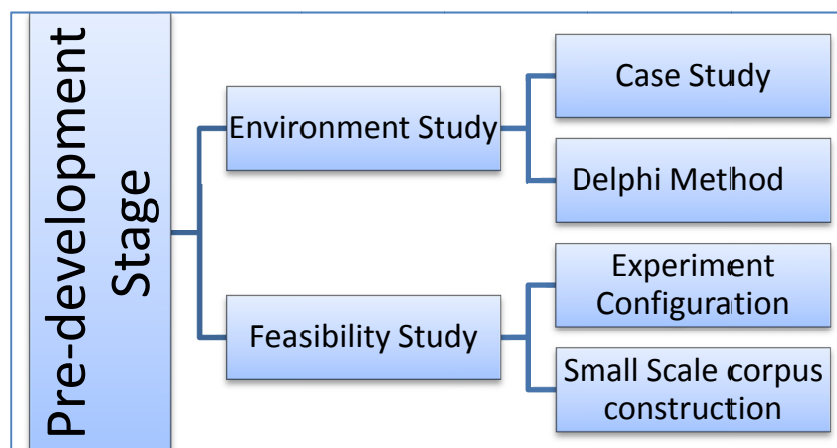 Pre-development
Stage
Environment Study
Case Study
Delphi Method
Feasibility Study
Experiment
Configuration
Small Scale corpus
construction